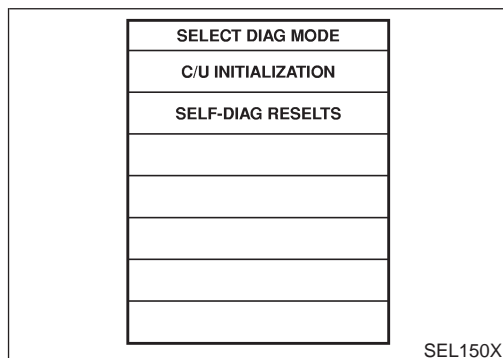 SELECT DIAG MODE
C/U INITIALIZATION
SELF-DIAG RESELTS
SEL150X